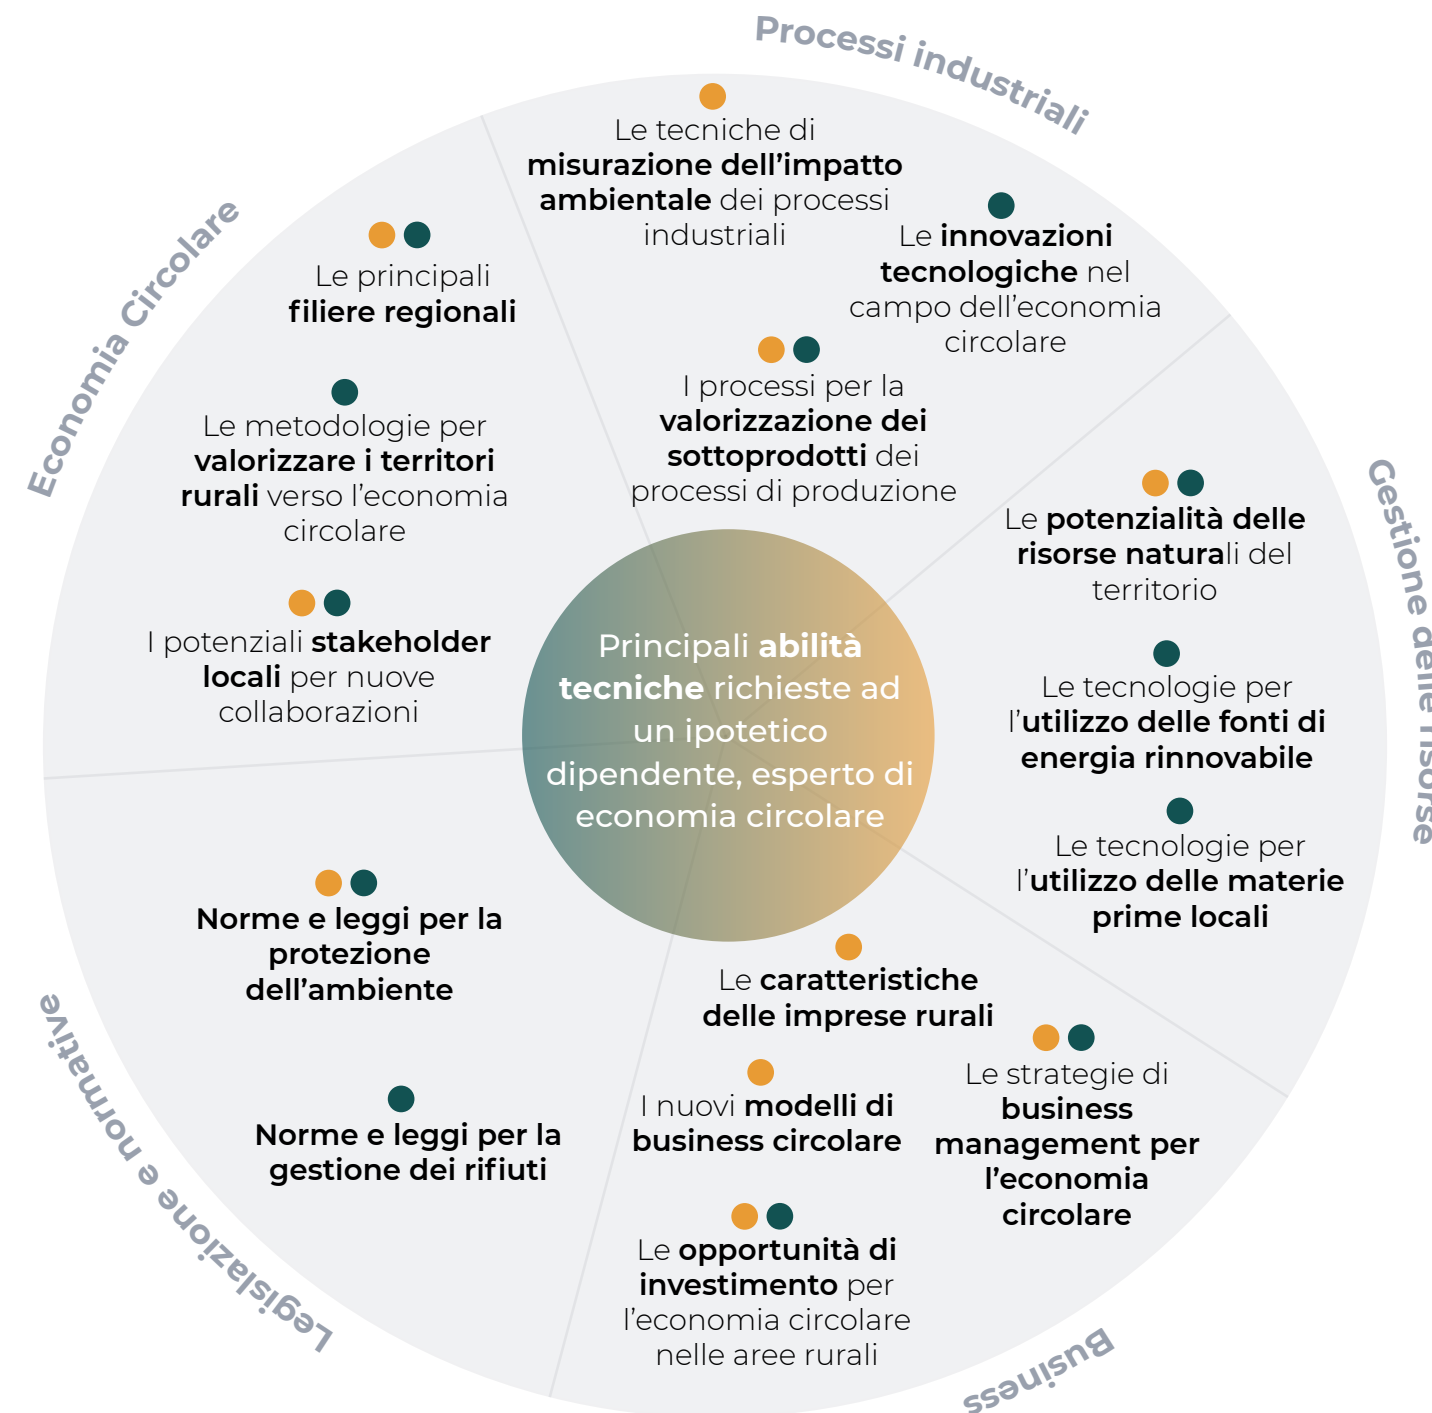 Processi industriali
Le tecniche di
misurazione dell’impatto
ambientale dei processi
industriali
Le innovazioni
tecnologiche nel
campo dell’economia
circolare
I processi per la
valorizzazione dei
sottoprodotti dei
processi di produzione
Economia Circolare
Le principali
filiere regionali
Le metodologie per
valorizzare i territori
rurali verso l’economia
circolare
I potenziali stakeholder
locali per nuove
collaborazioni
Gestione delle risorse
Le potenzialità delle
risorse naturali del
territorio
Le tecnologie per
l’utilizzo delle fonti di
energia rinnovabile
Le tecnologie per
l’utilizzo delle materie
prime locali
Principali abilità
tecniche richieste ad
un ipotetico
dipendente, esperto di
economia circolare
Legislazione e normative
Norme e leggi per la
protezione
dell’ambiente
Norme e leggi per la
gestione dei rifiuti
Business
Le caratteristiche
delle imprese rurali
I nuovi modelli di
business circolare
Le strategie di
business
management per
l’economia
circolare
Le opportunità di
investimento per
l’economia circolare
nelle aree rurali